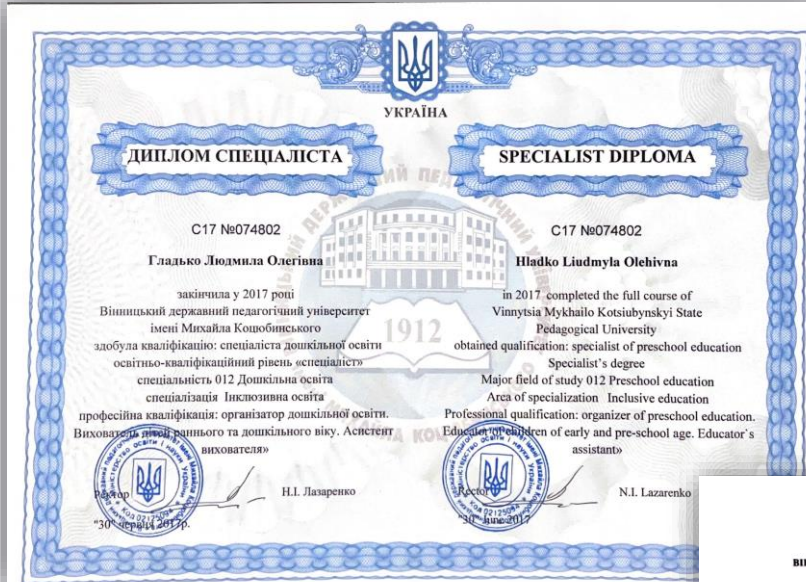 УКРАЇНА
ДИПЛОМ СПЕЦІАЛІСТА
С17 №074802
Гладько Людмила Олегівна
закінчила у 2017 році
Вінницький державний педагогічний університет
імені Михайла Коцюбинського
здобула кваліфікацію: спеціаліста дошкільної освіти
освітньо-кваліфікаційний рівень «спеціаліст»
спеціальність 012 Дошкільна освіта
спеціалізація Інклюзивна освіта
професійна кваліфікація: організатор дошкільної освіти.
Вихователь дітей раннього та дошкільного віку. Асистент
вихователя»
Ректор Н.І. Лазаренко
"30" червня 2017р.
SPECIALIST DIPLOMA
C17 №074802
Hladko Liudmyla Olehivna
in 2017 completed the full course of
Vinnytsia Mykhailo Kotsiubynskyi State
Pedagogical University
obtained qualification: specialist of preschool education
Specialist's degree
Major field of study 012 Preschool education
Area of specialization Inclusive education
Professional qualification: organizer of preschool education.
Educator of children of early and pre-school age. Educator`s
assistant»
Rector N.I. Lazarenko
"30" June 2017
1912